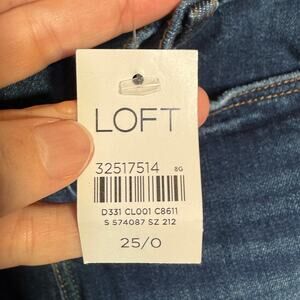 LOFT
32517514 8G
D331 CL001 C8611
S 574087 SZ 212
25/0